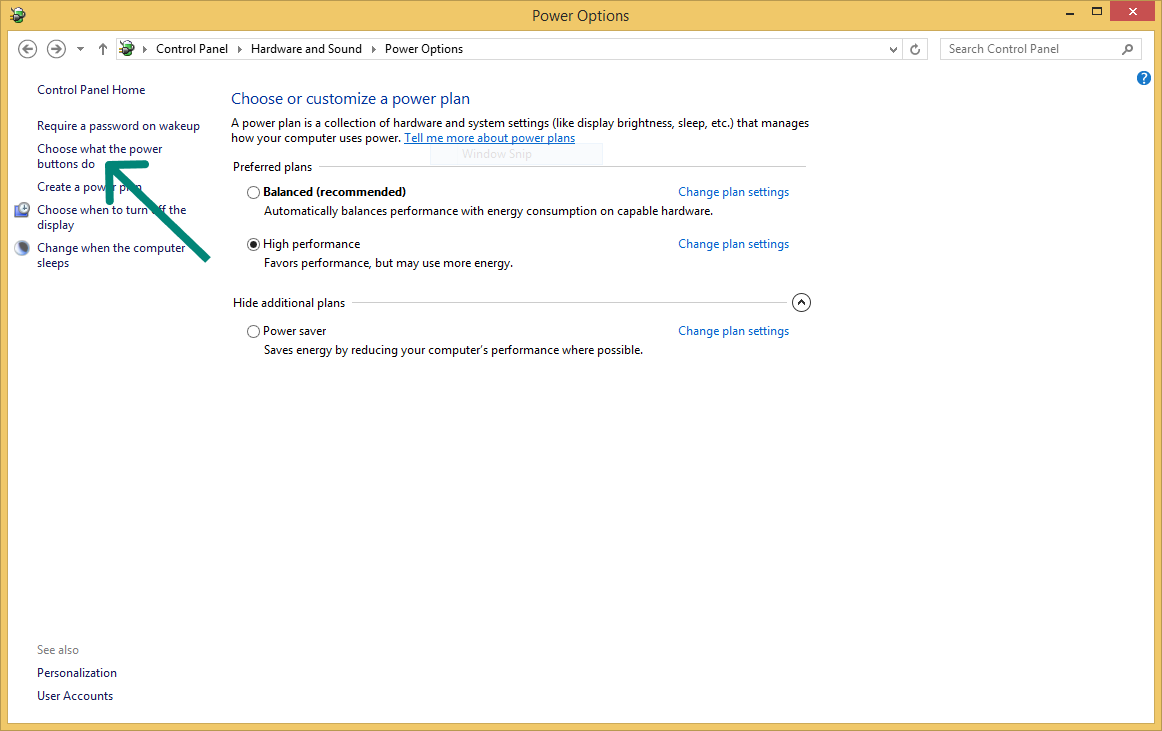 Power Options
Control Panel
Hardware and Sound
Power Options
Search Control Panel
Control Panel Home
Require a password on wakeup
Choose what the power
buttons do
Create a power plan
Choose when to turn off the
display
Change when the computer
sleeps
See also
Personalization
User Accounts
Choose or customize a power plan
A power plan is a collection of hardware and system settings (like display brightness, sleep, etc.) that manages
how your computer uses power. Tell me more about power plans
Window Snip
Preferred plans
Balanced (recommended)
Change plan settings
Automatically balances performance with energy consumption on capable hardware.
High performance
Change plan settings
Favors performance, but may use more energy.
Hide additional plans
Power saver
Change plan settings
Saves energy by reducing your computer's performance where possible.